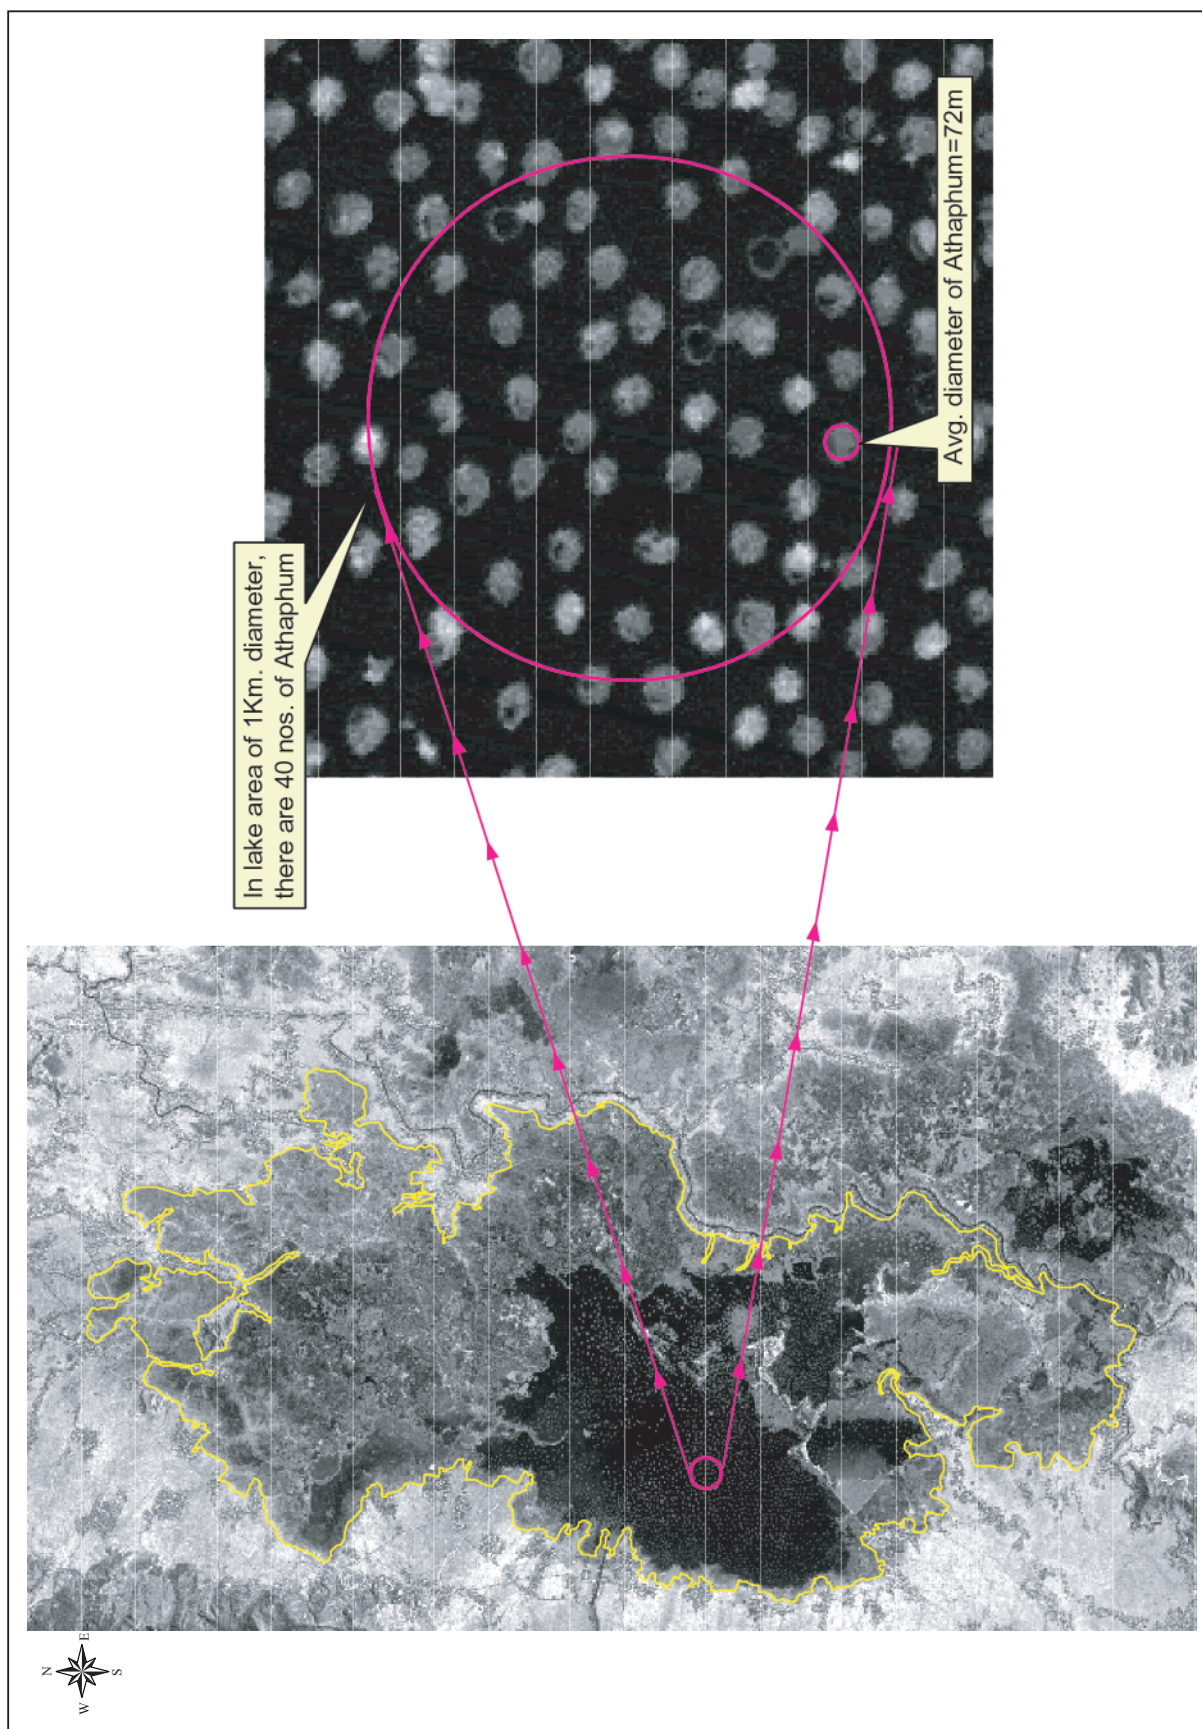 In lake area of 1Km. diameter,
there are 40 nos. of Athaphum
Avg. diameter of Athaphum=72m
N
E
S
W